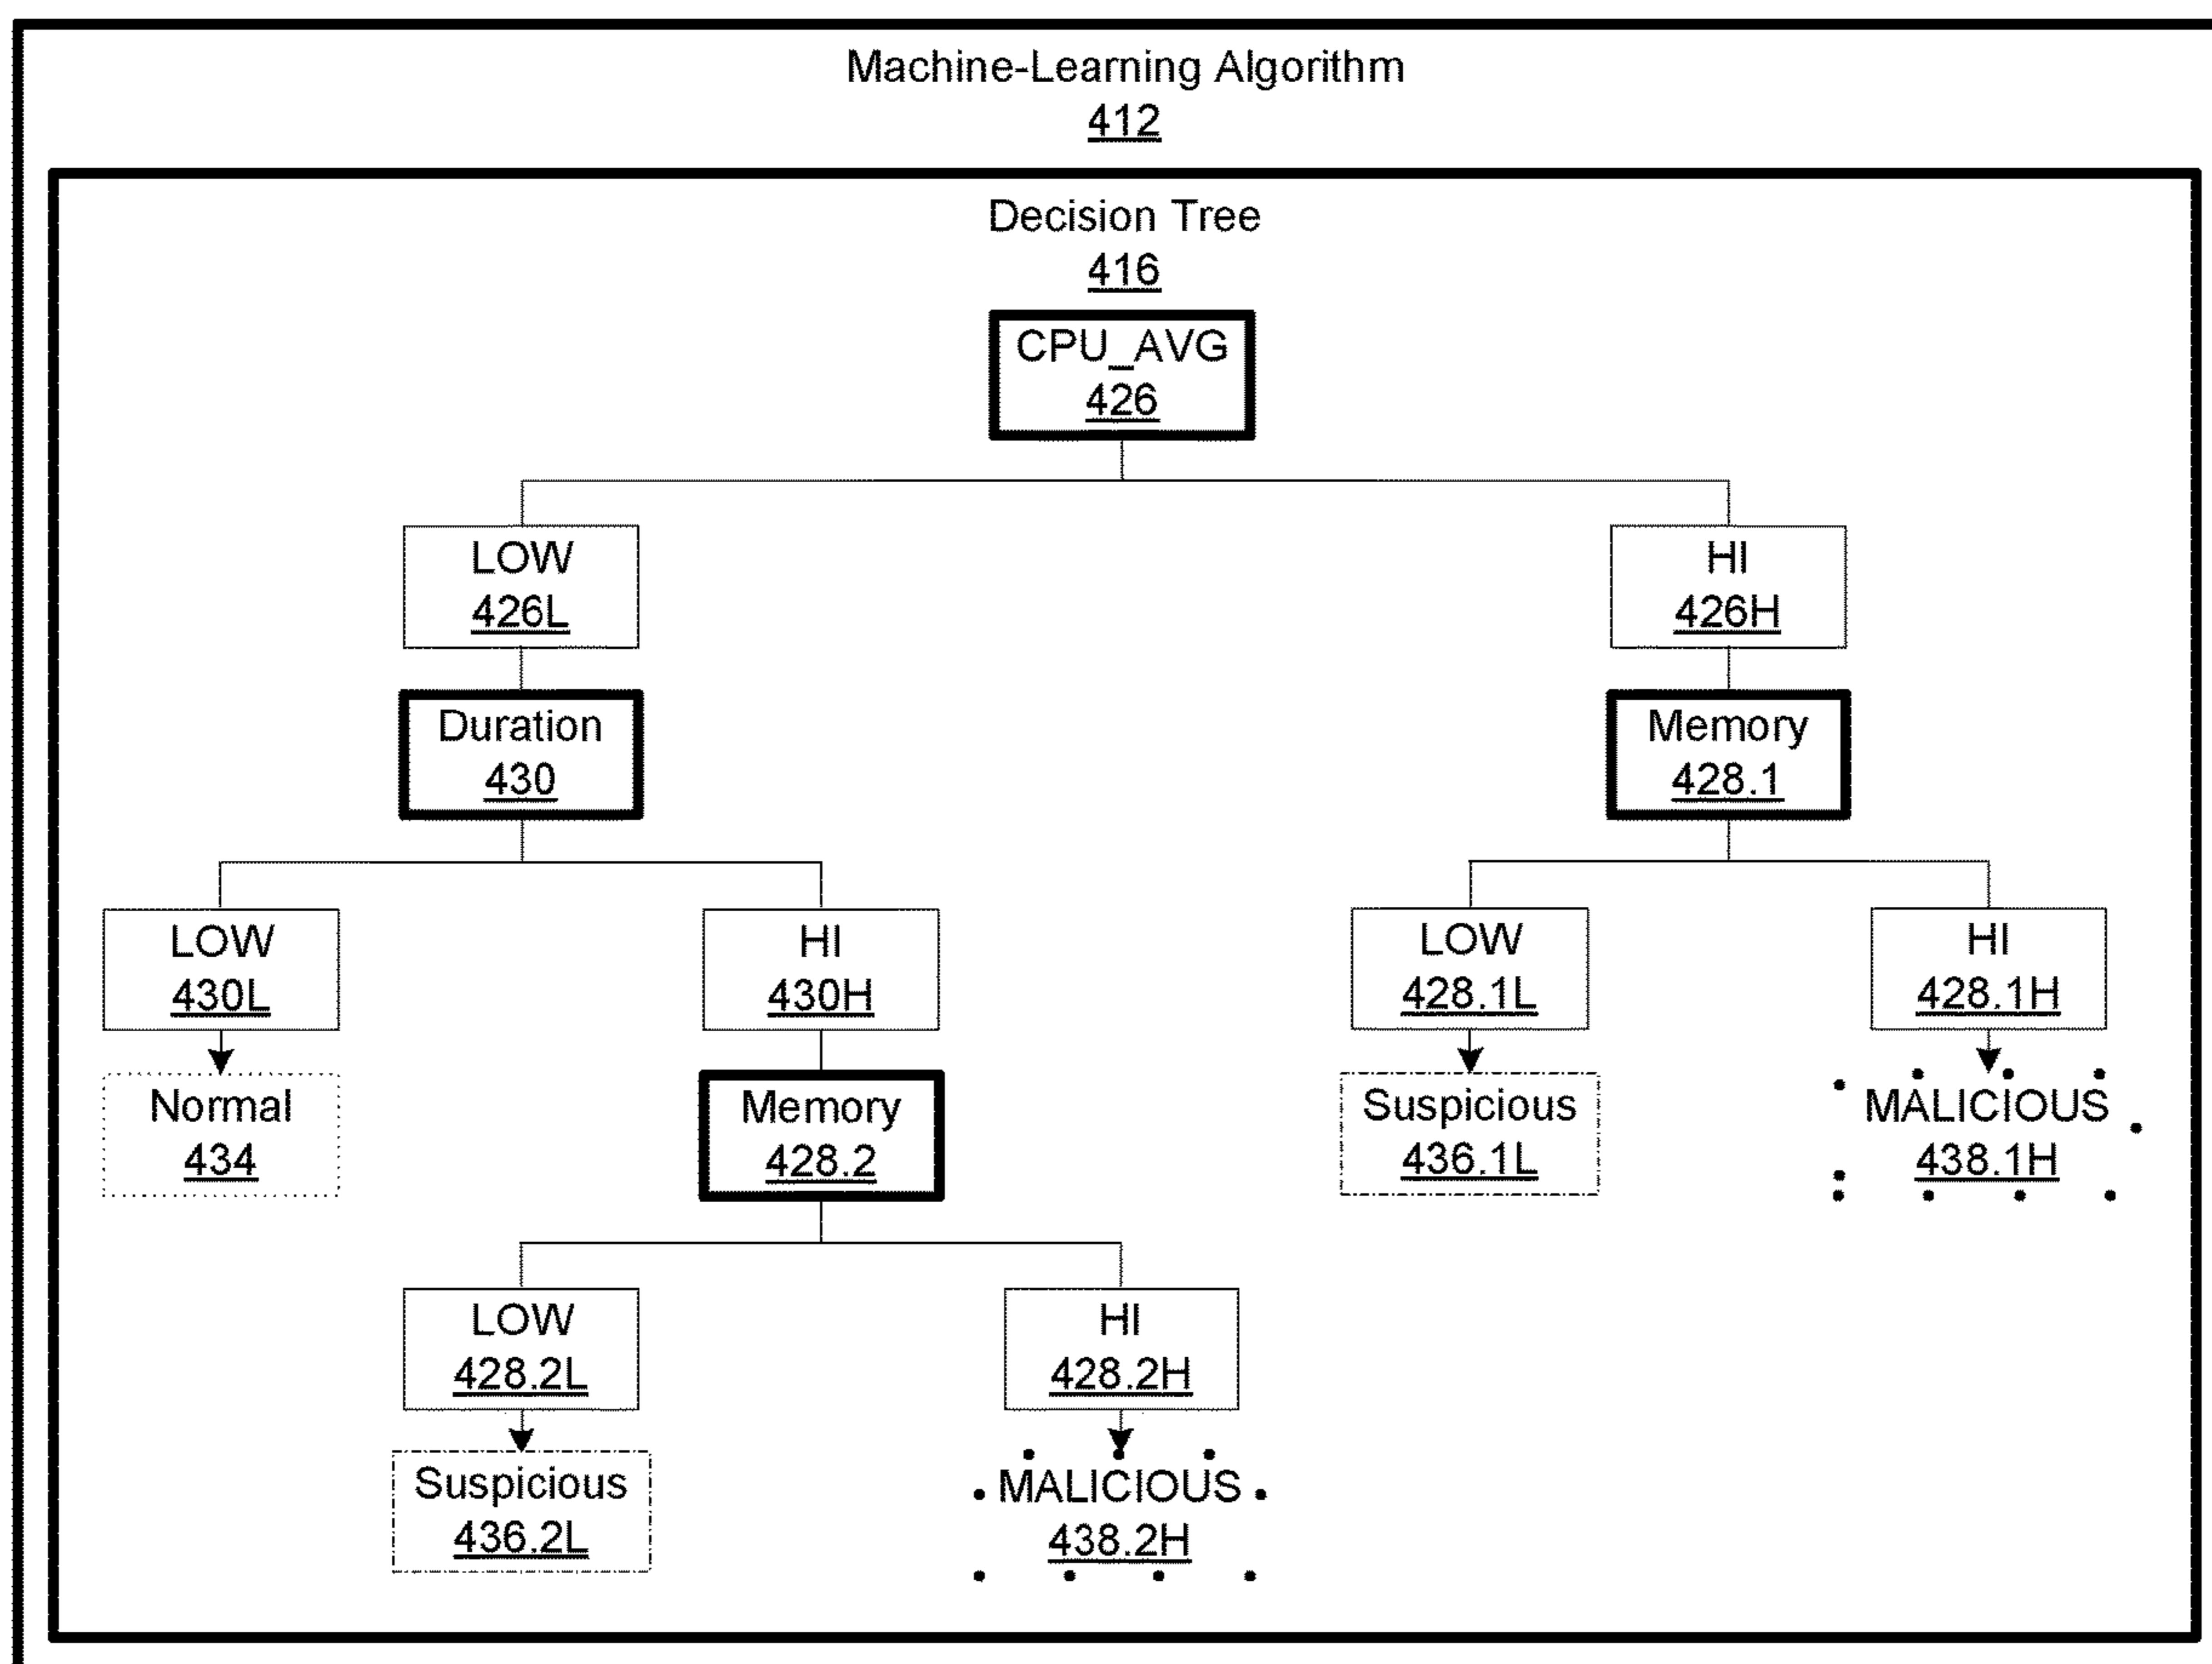 Machine-Learning Algorithm
412
Decision Tree
416
CPU_AVG
426
LOW
426L
HI
426H
Duration
430
Memory
428.1
LOW
430L
HI
430H
LOW
428.1L
HI
428.1H
Normal
434
Memory
428.2
Suspicious
436.1L
MALICIOUS
438.1H
LOW
428.2L
HI
428.2H
Suspicious
436.2L
MALICIOUS
438.2H